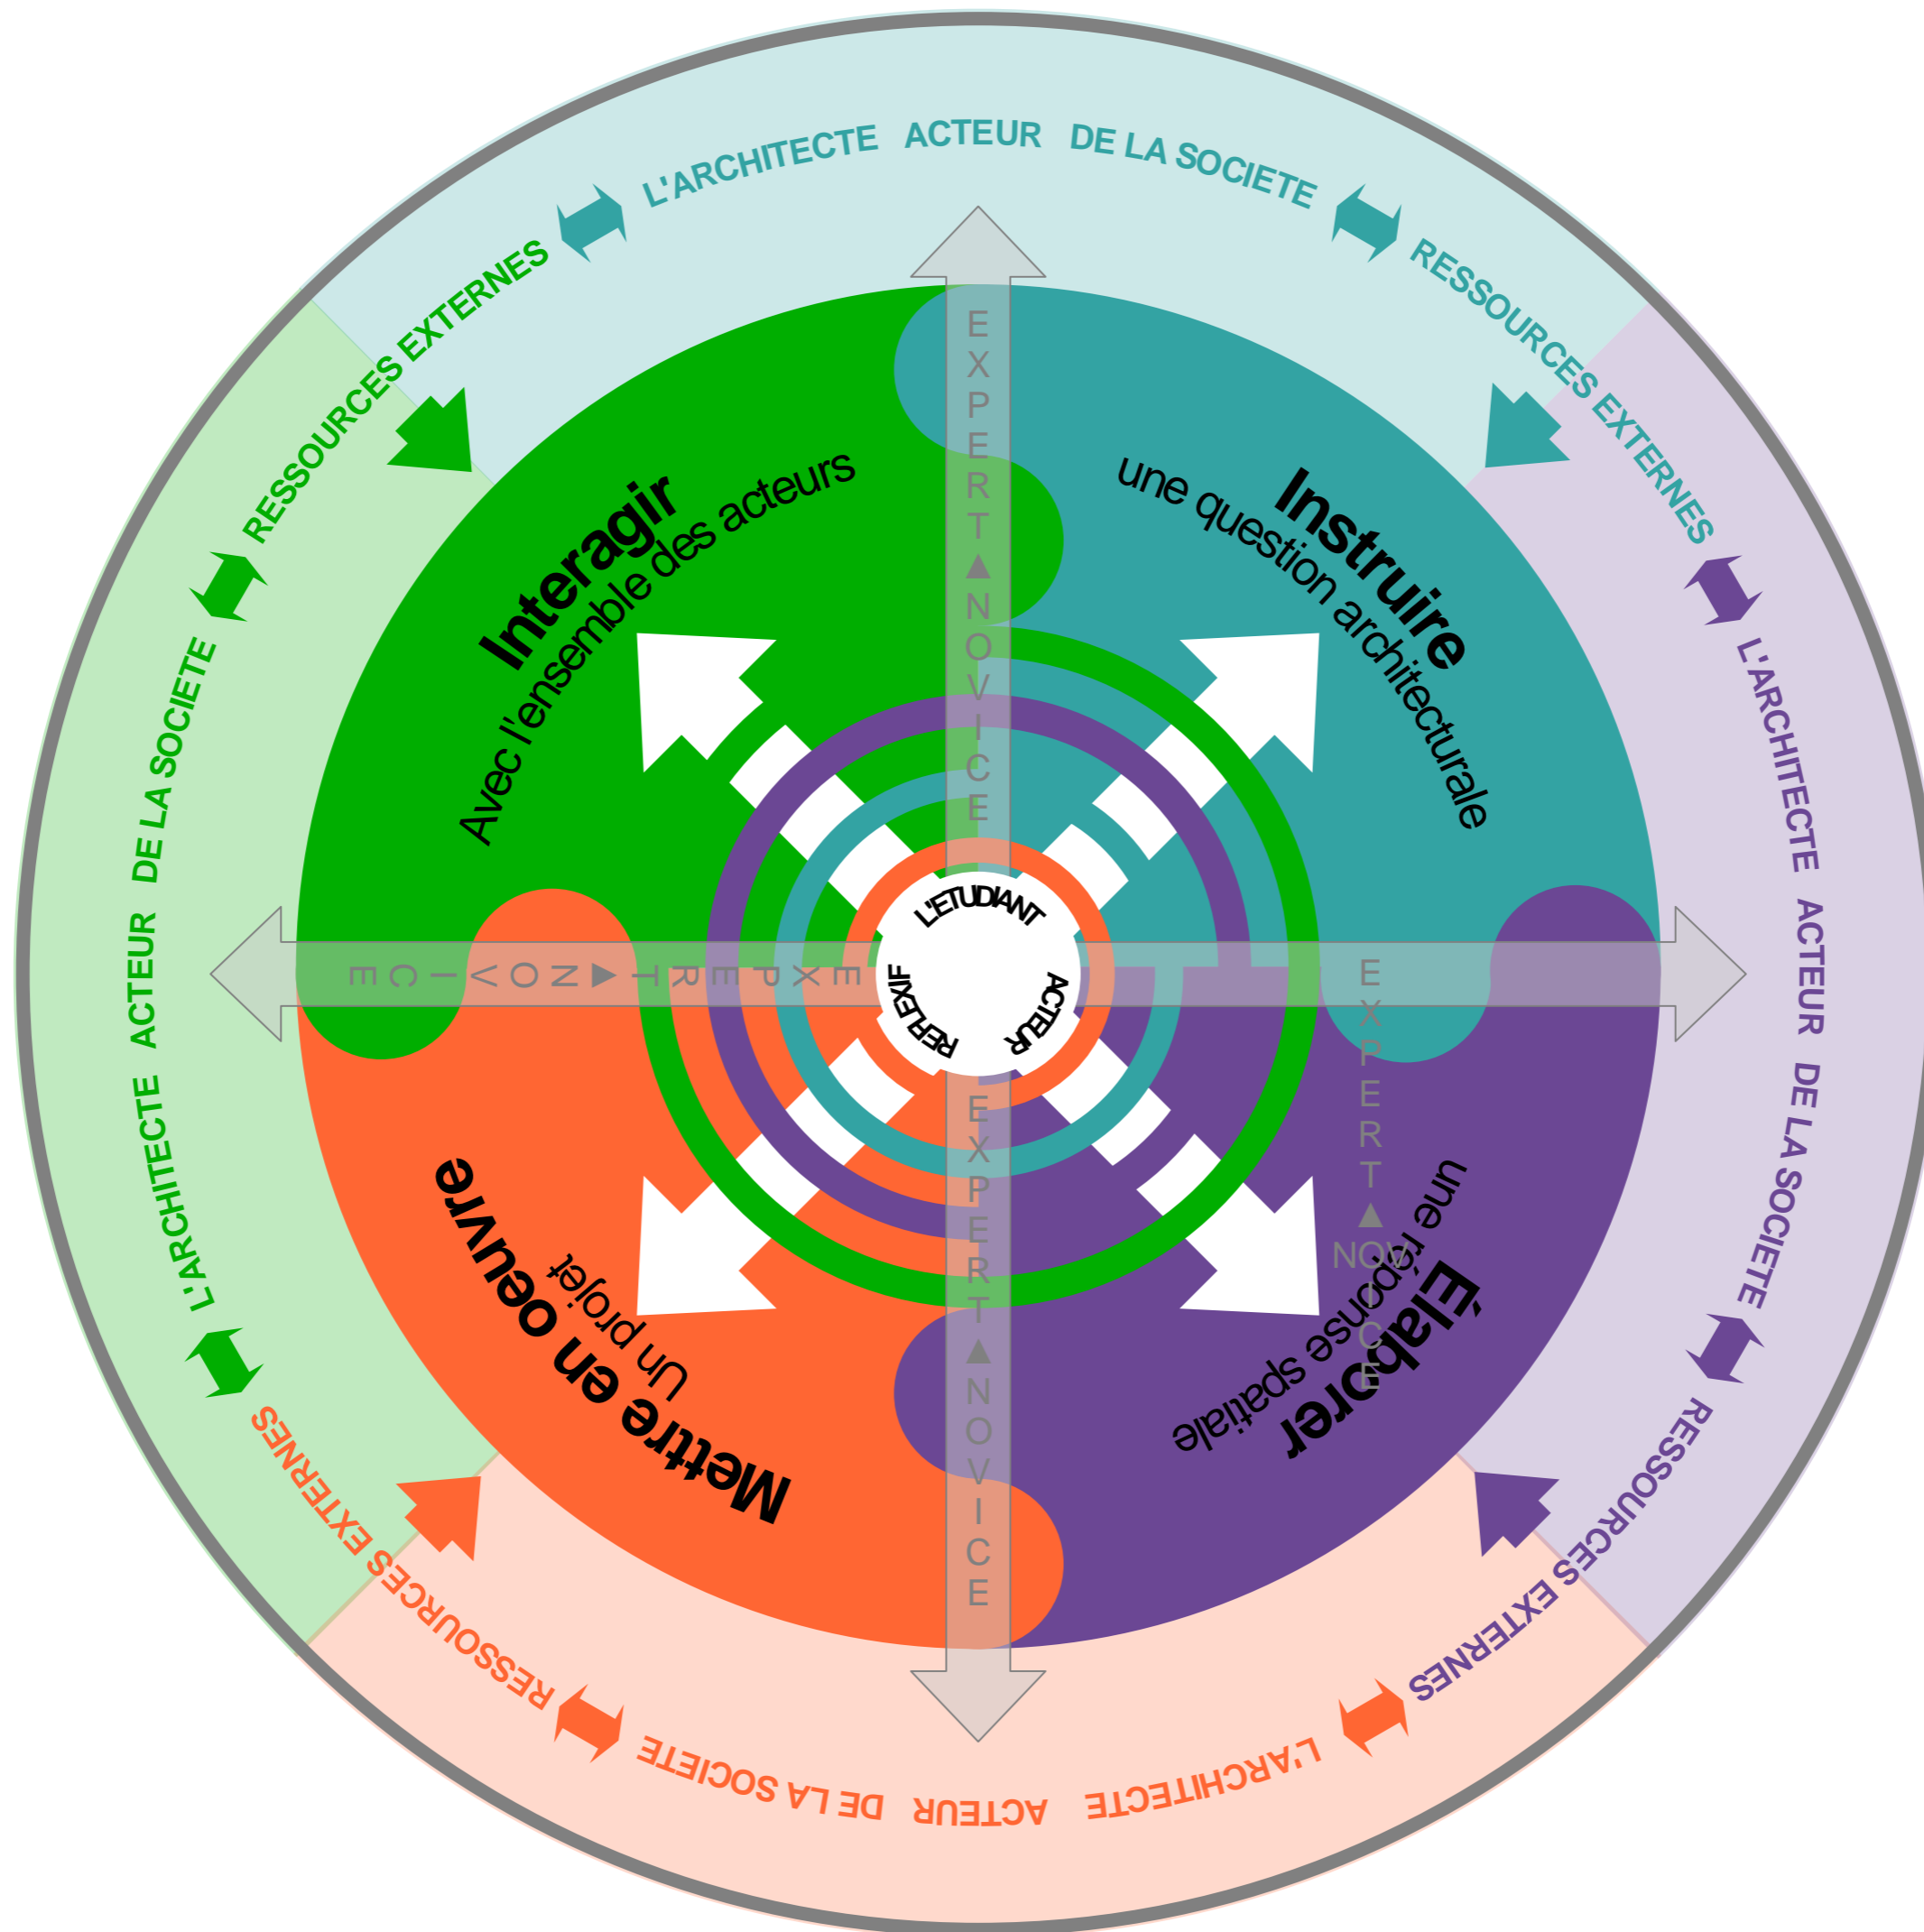 L'ARCHITECTE ACTEUR DE LA SOCIETE
RESSOURCES EXTERNES
L'ARCHITECTE ACTEUR DE LA SOCIETE
RESSOURCES EXTERNES
L'ARCHITECTE ACTEUR DE LA SOCIETE
RESSOURCES EXTERNES
L'ARCHITECTE ACTEUR DE LA SOCIETE
RESSOURCES EXTERNES
Interagir
Avec l'ensemble des acteurs
Instruire
une question architecturale
Élaborer
une réponse spatiale
Mettre en oeuvre
Un projet
EXPERT▲NOVICE
EXPERT▲NOVICE
EXPERT▲NOVICE
EXPERT▲NOVICE
L'ETUDIANT
ACTEUR
REFLEXIF